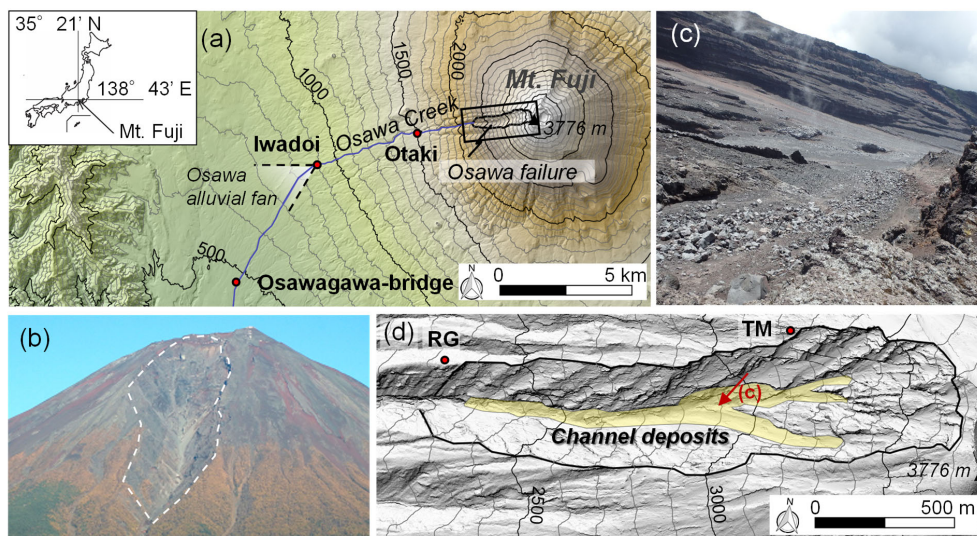 35° 21' N
138° 43' E
Mt. Fuji
(a)
1000
1500
2000
Mt. Fuji
3776 m
Osawa Creek
Iwadoi
Otaki
Osawa failure
Osawa
alluvial fan
500
Osawagawa-bridge
N
0 5 km
(c)
(b)
(d)
RG
TM
(c)
Channel deposits
2500
3000
3776 m
N
0 500 m